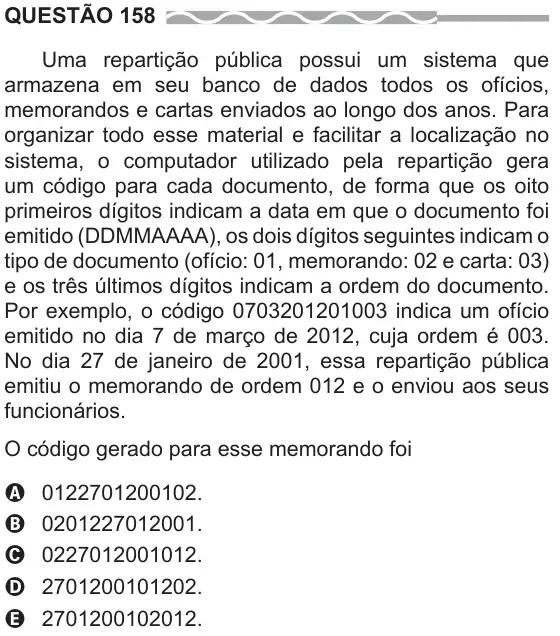 QUESTÃO 158
Uma repartição pública possui um sistema que
armazena em seu banco de dados todos os ofícios,
memorandos e cartas enviados ao longo dos anos. Para
organizar todo esse material e facilitar a localização no
sistema, o computador utilizado pela repartição gera
um código para cada documento, de forma que os oito
primeiros dígitos indicam a data em que o documento foi
emitido (DDMMAAAA), os dois dígitos seguintes indicam o
tipo de documento (ofício: 01, memorando: 02 e carta: 03)
e os três últimos dígitos indicam a ordem do documento.
Por exemplo, o código 0703201201003 indica um ofício
emitido no dia 7 de março de 2012, cuja ordem é 003.
No dia 27 de janeiro de 2001, essa repartição pública
emitiu o memorando de ordem 012 e o enviou aos seus
funcionários.
O código gerado para esse memorando foi
A 0122701200102.
B 0201227012001.
C 0227012001012.
D 2701200101202.
E 2701200102012.